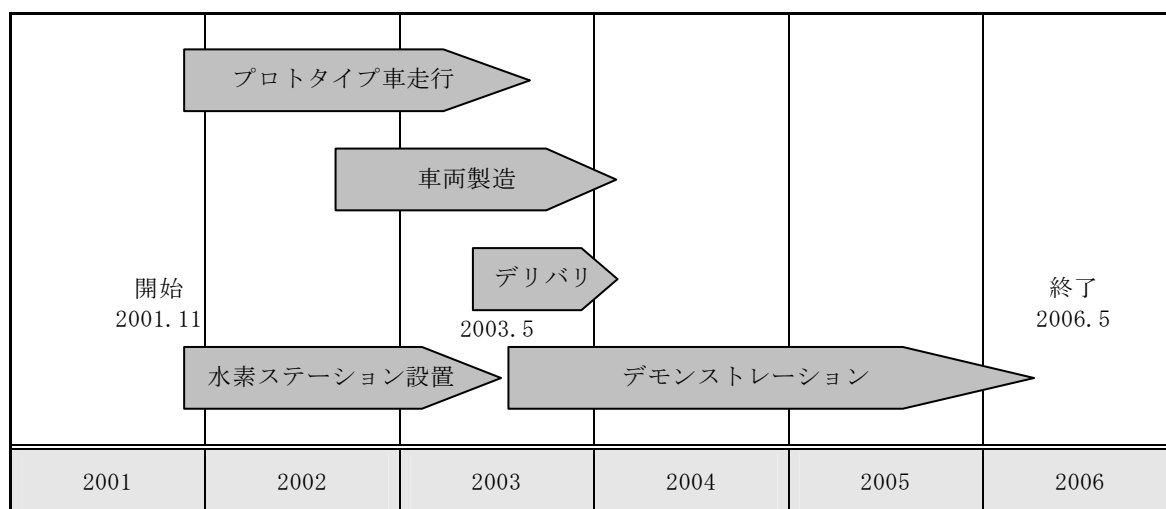 プロトタイプ車走行
車両製造
デリバリ
開始
2001.11
2003.5
終了
2006.5
水素ステーション設置
デモンストレーション
2001
2002
2003
2004
2005
2006